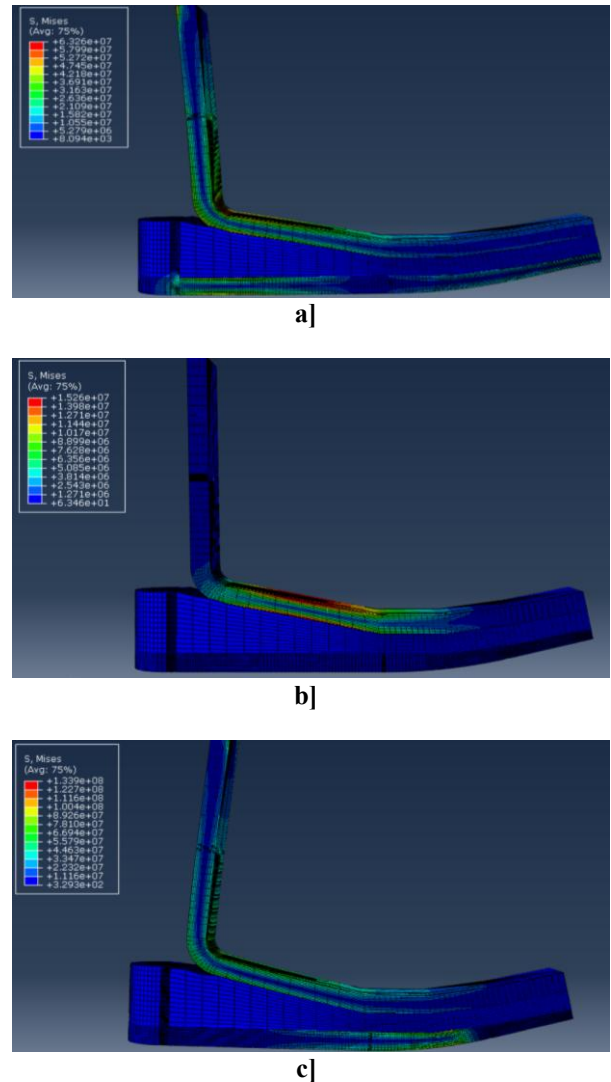 S, Mises
(Avg: 75%)
+6.326e+07
+5.799e+07
+5.272e+07
+4.745e+07
+4.218e+07
+3.691e+07
+3.163e+07
+2.636e+07
+2.109e+07
+1.582e+07
+1.055e+07
+5.279e+06
+8.094e+03
a]
S, Mises
(Avg: 75%)
+1.526e+07
+1.398e+07
+1.271e+07
+1.144e+07
+1.017e+07
+8.899e+06
+7.628e+06
+6.356e+06
+5.085e+06
+3.814e+06
+2.543e+06
+1.271e+06
+6.346e+01
b]
S, Mises
(Avg: 75%)
+1.339e+08
+1.227e+08
+1.116e+08
+1.004e+08
+8.926e+07
+7.810e+07
+6.694e+07
+5.579e+07
+4.463e+07
+3.347e+07
+2.232e+07
+1.116e+07
+3.293e+02
c]